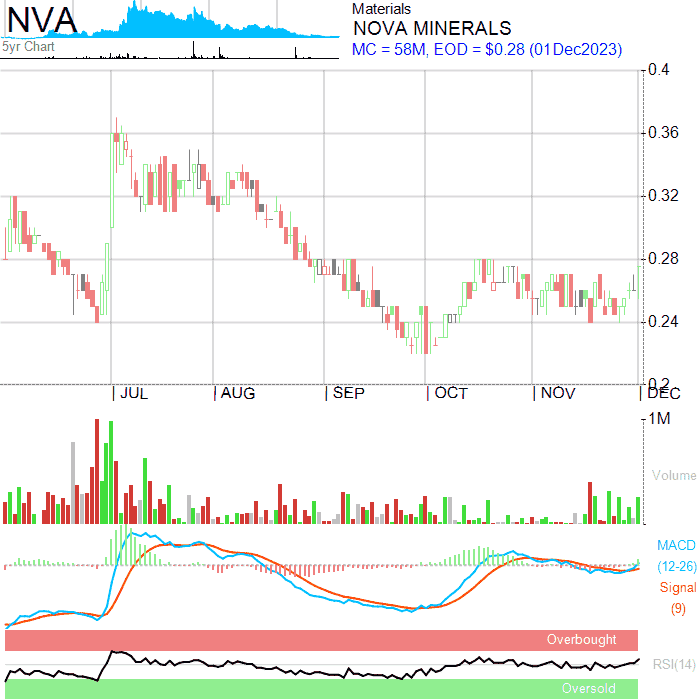 NVA
5yr Chart
Materials
NOVA MINERALS
MC = 58M, EOD = $0.28 (01Dec2023)
0.4
0.36
0.32
0.28
0.24
0.2
JUL AUG SEP OCT NOV DEC
1M
Volume
MACD
(12-26)
Signal
(9)
Overbought
RSI(14)
Oversold